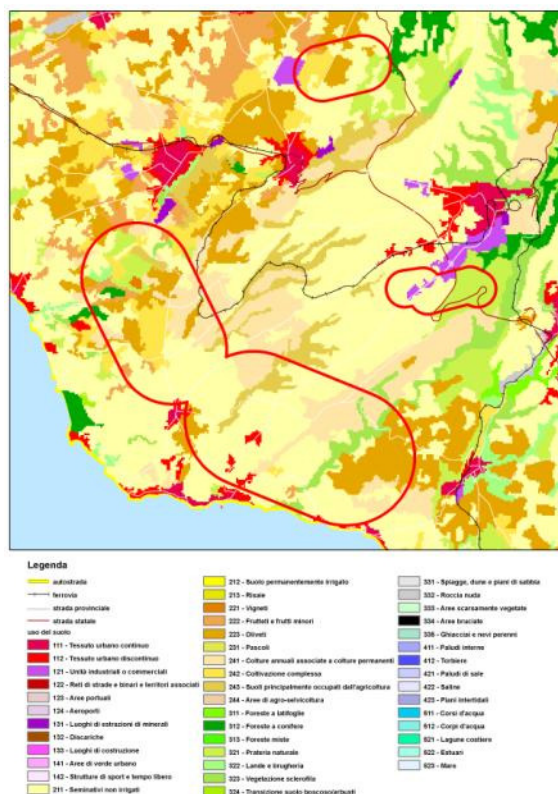 Legenda
autostrada
ferrovia
strada provinciale
strada statale
uso del suolo
111 - Tessuto urbano continuo
112 - Tessuto urbano discontinuo
121 - Unità industriali o commerciali
122 - Reti di strade e binari e territori associati
123 - Aree portuali
124 - Aeroporti
131 - Luoghi di estrazioni di minerali
132 - Discariche
133 - Luoghi di costruzione
141 - Aree di verde urbano
142 - Strutture di sport e tempo libero
211 - Seminativi non irrigati
212 - Suolo permanentemente irrigato
213 - Risaie
221 - Vigneti
222 - Frutteti e frutti minori
223 - Oliveti
231 - Pascoli
241 - Colture annuali associate a colture permanenti
242 - Coltivazione complessa
243 - Suoli principalmente occupati dall'agricoltura
244 - Aree di agro-selvicoltura
311 - Foreste a latifoglie
312 - Foreste a conifere
313 - Foreste miste
321 - Prateria naturale
322 - Lande e brugheria
323 - Vegetazione sclerofila
324 - Transizione suolo boscoso/arbusti
331 - Spiagge, dune e piani di sabbia
332 - Roccia nuda
333 - Aree scarsamente vegetate
334 - Aree bruciate
335 - Ghiacciai e nevi perenni
411 - Paludi interne
412 - Torbiere
421 - Paludi di sale
422 - Saline
423 - Piani intertidali
511 - Corsi d'acqua
512 - Corpi d'acqua
521 - Lagune costiere
522 - Estuari
523 - Mare